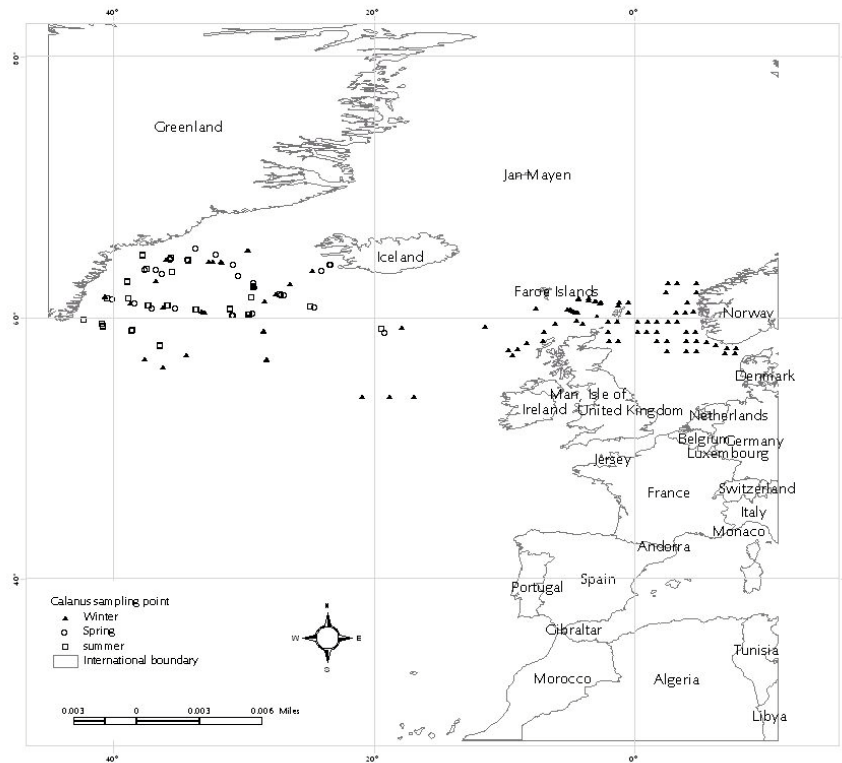 40° 20° 0°
80°
Greenland
Jan Mayen
Iceland
Faroe Islands
60°
Norway
Denmark
Man, Isle of
Ireland United Kingdom Netherlands
Belgium Germany
Luxembourg
Jersey
Switzerland
France
Italy
Monaco
Andorra
40°
Spain
Portugal
Calanus sampling point
Winter
Spring
summer
International boundary
N
W E
S
Gibraltar
Tunisia
Morocco Algeria
Libya
0.003 0 0.003 0.006 Miles
40° 20° 0°